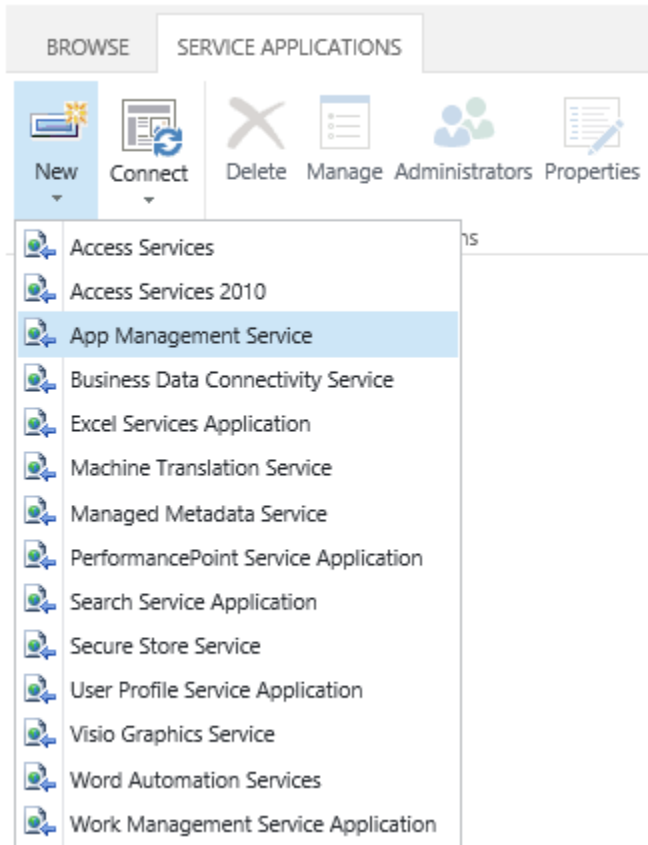 BROWSE SERVICE APPLICATIONS
New Connect Delete Manage Administrators Properties
ns
Access Services
Access Services 2010
App Management Service
Business Data Connectivity Service
Excel Services Application
Machine Translation Service
Managed Metadata Service
PerformancePoint Service Application
Search Service Application
Secure Store Service
User Profile Service Application
Visio Graphics Service
Word Automation Services
Work Management Service Application